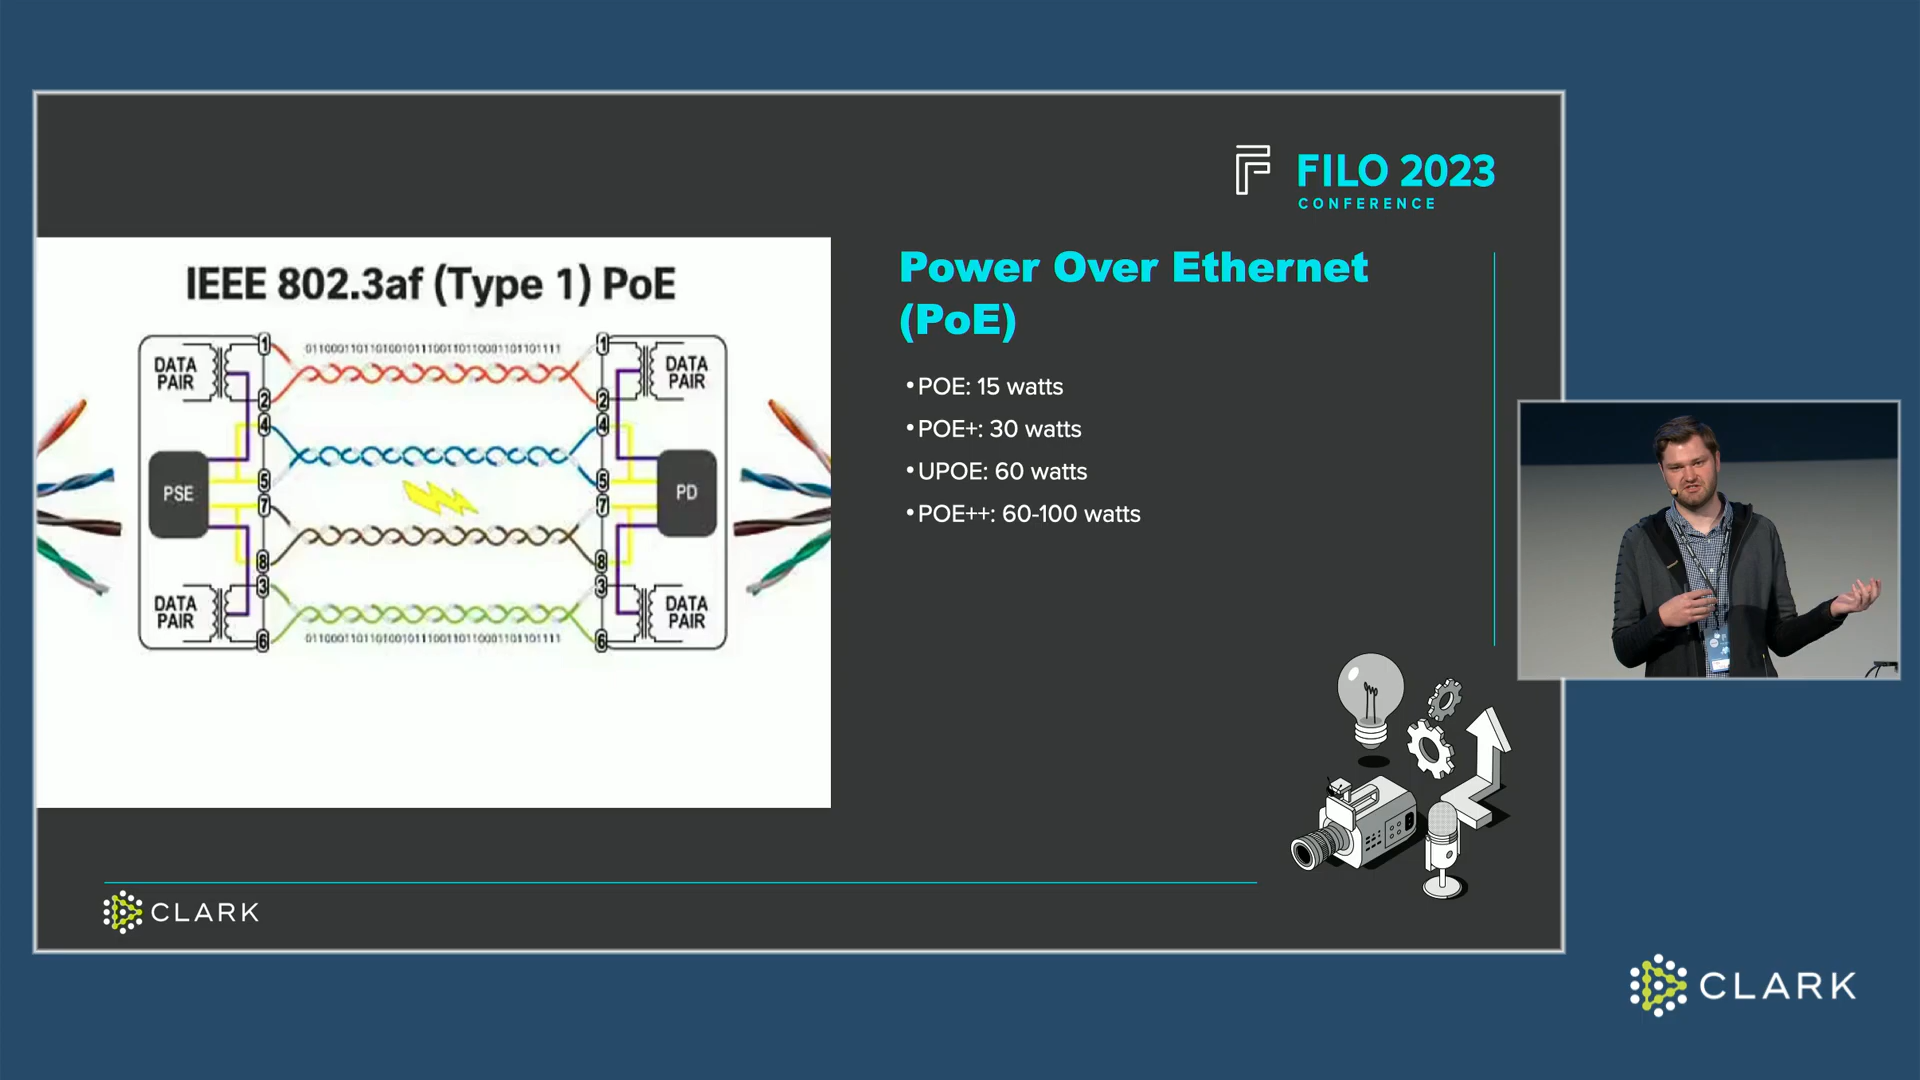 FILO 2023
CONFERENCE
IEEE 802.3af (Type 1) PoE
DATA
PAIR
1
2
4
5
7
8
3
6
PSE
DATA
PAIR
1
2
4
5
7
8
3
6
DATA
PAIR
PD
DATA
PAIR
Power Over Ethernet
(PoE)
•POE: 15 watts
•POE+: 30 watts
•UPOE: 60 watts
•POE++: 60-100 watts
CLARK
CLARK